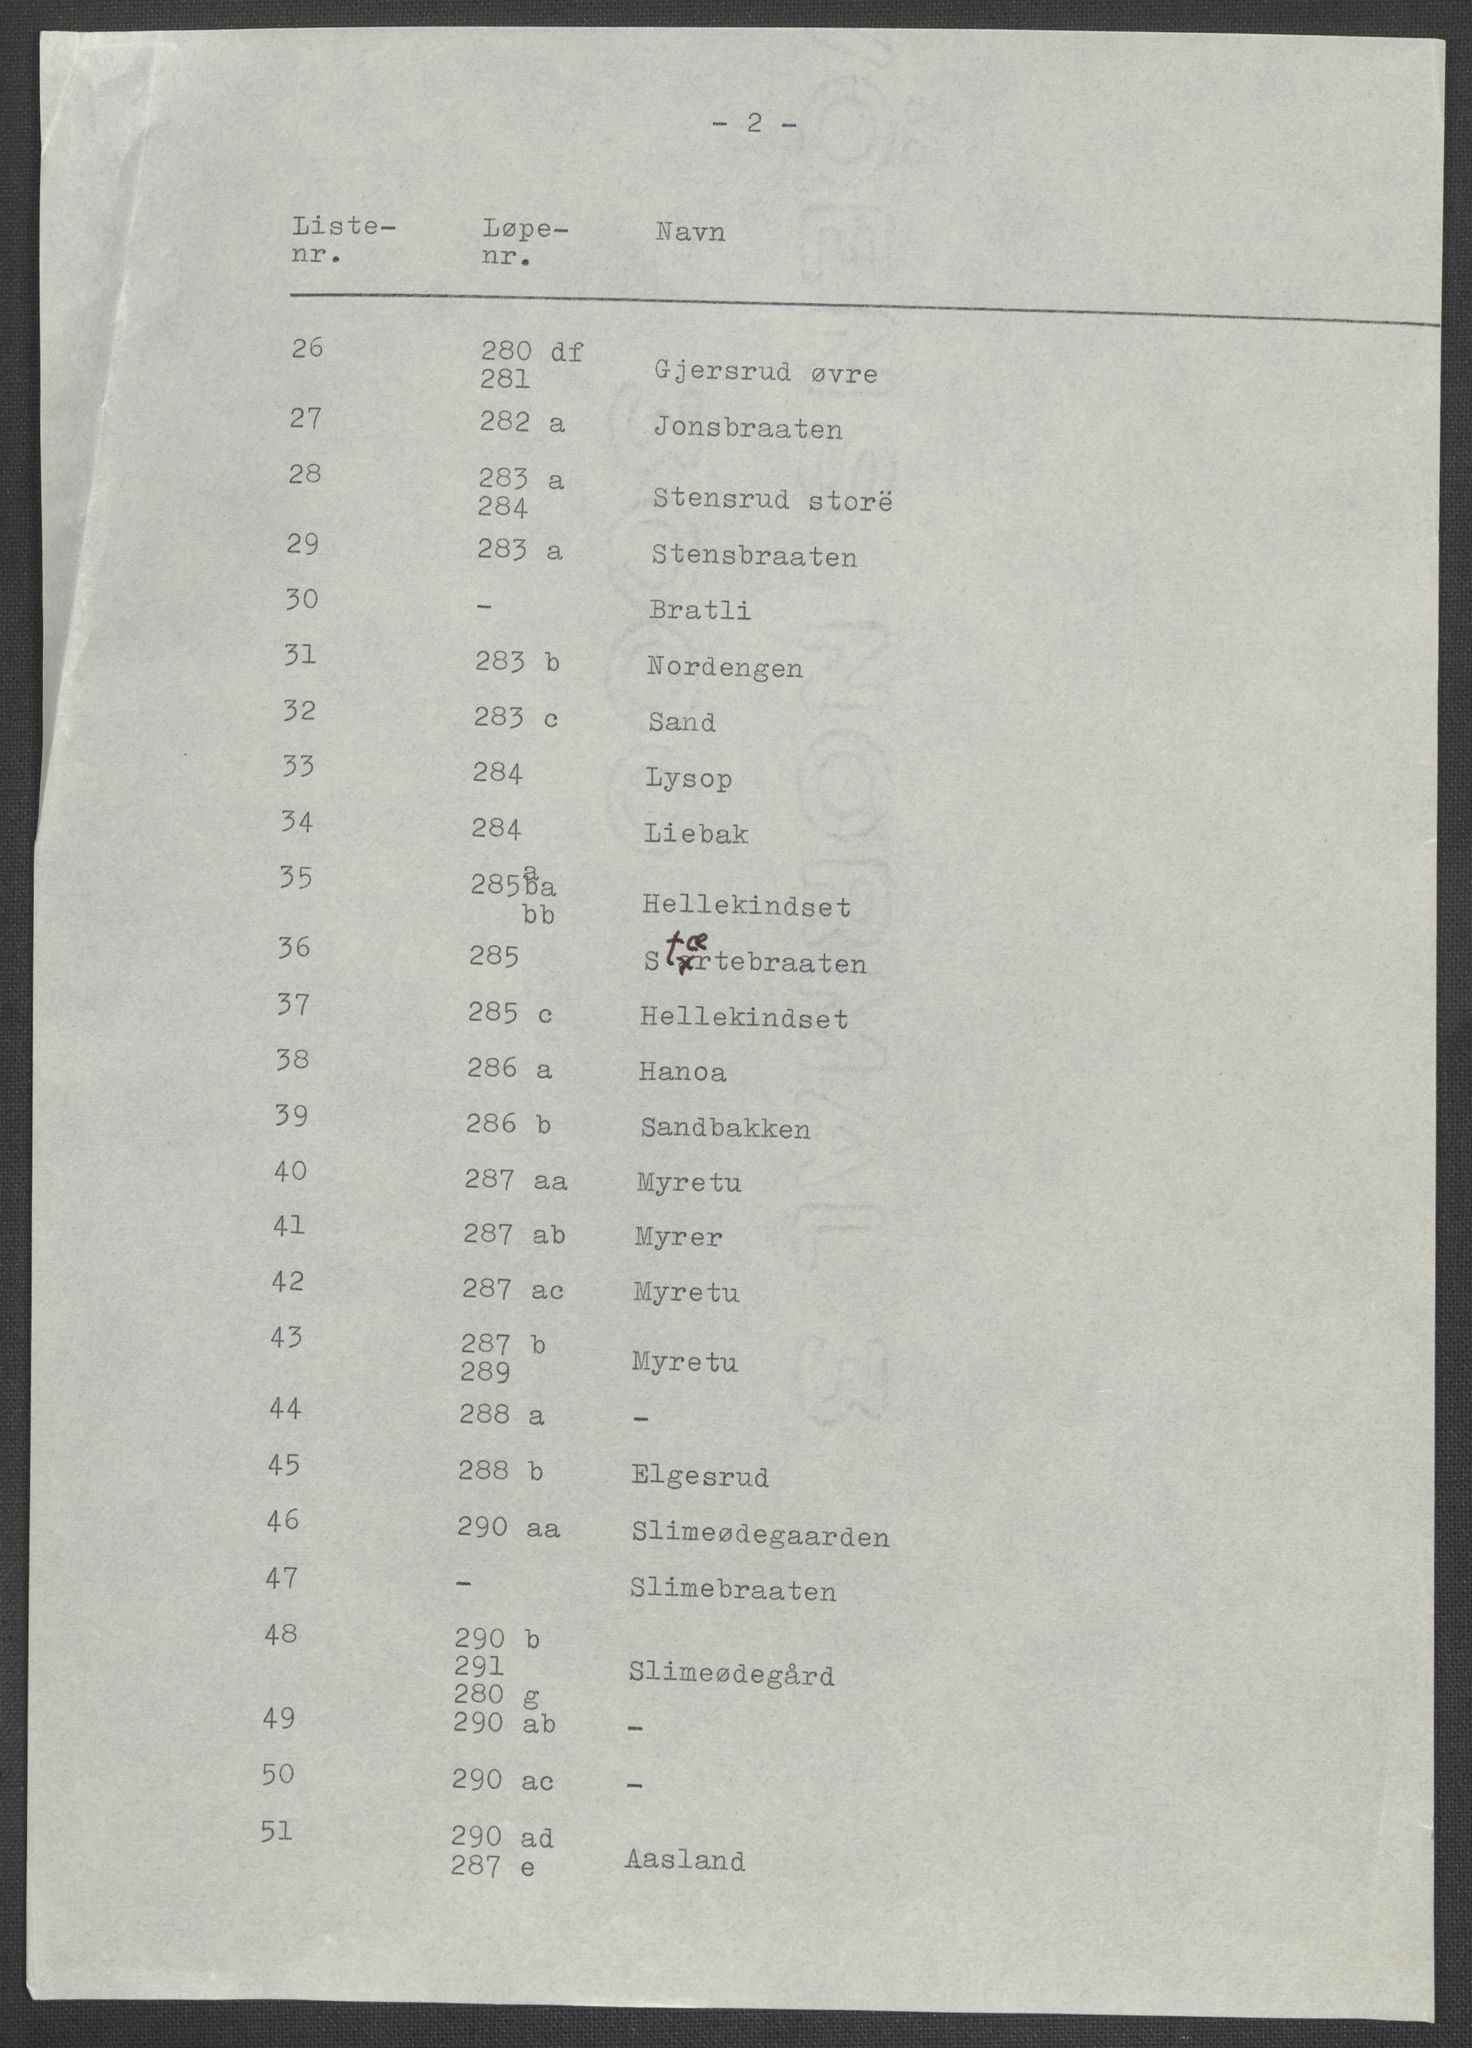 - 2 -
Liste- Løpe- Navn
nr. nr.
26 280 df
281 Gjersrud øvre
27 282 a Jonsbraaten
28 283 a
284 Stensrud storë
29 283 a Stensbraaten
30 - Bratli
31 283 b Nordengen
32 283 c Sand
33 284 Lysop
34 284 Liebak
35 285 a ba
bb Hellekindset
36 285 Stærtebraaten
37 285 c Hellekindset
38 286 a Hanoa
39 286 b Sandbakken
40 287 aa Myretu
41 287 ab Myrer
42 287 ac Myretu
43 287 b
289 Myretu
44 288 a -
45 288 b Elgesrud
46 290 aa Slimeødegaarden
47 - Slimebraaten
48 290 b
291 Slimeødegård
280 g
49 290 ab -
50 290 ac -
51 290 ad
287 e Aasland